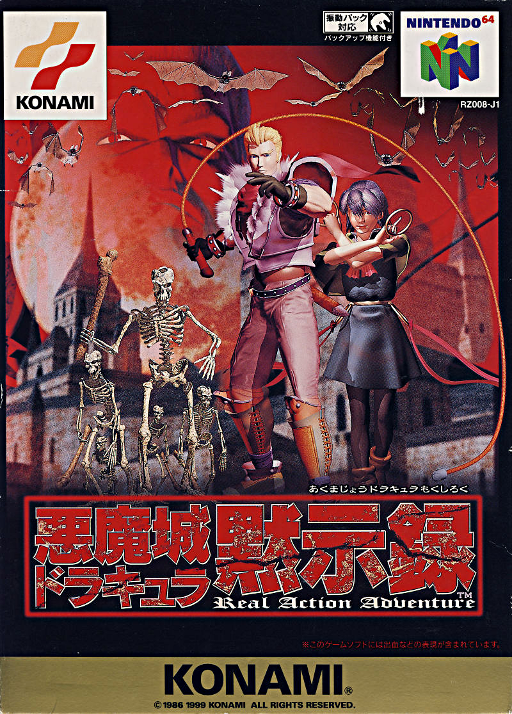 KONAMI
振動パック
対応
バックアップ機能付き
NINTENDO 64
RZ008-J1
あくまじょうドラキュラもくしろく
悪魔城
ドラキュラ
黙示録
TM
Real Action Adventure
※このゲームソフトには出血などの表現が含まれています。
KONAMI®
©1986 1999 KONAMI ALL RIGHTS RESERVED.